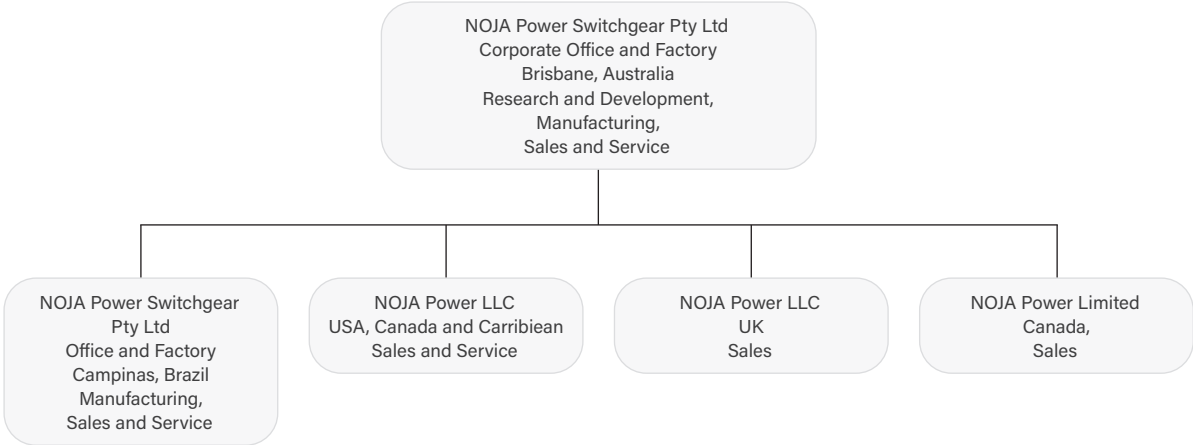 NOJA Power Switchgear Pty Ltd
Corporate Office and Factory
Brisbane, Australia
Research and Development,
Manufacturing,
Sales and Service
NOJA Power Switchgear
Pty Ltd
Office and Factory
Campinas, Brazil
Manufacturing,
Sales and Service
NOJA Power LLC
USA, Canada and Carribiean
Sales and Service
NOJA Power LLC
UK
Sales
NOJA Power Limited
Canada,
Sales